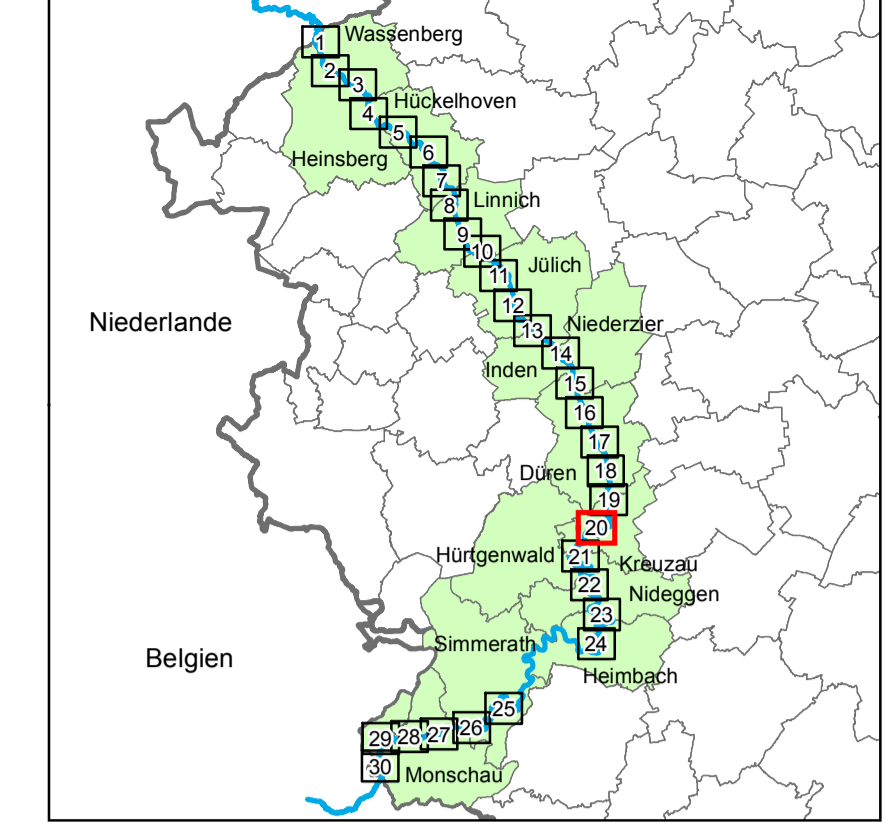 1
Wassenberg
2
3
4
Hückelhoven
5
6
Heinsberg
7
8
Linnich
9
10
11
Jülich
12
13
Niederzier
Niederlande
14
Inden
15
16
17
18
Düren
19
20
21
Hürtgenwald
Kreuzau
22
Nideggen
23
24
Simmerath
Belgien
Heimbach
25
26
27
28
29
30
Monschau